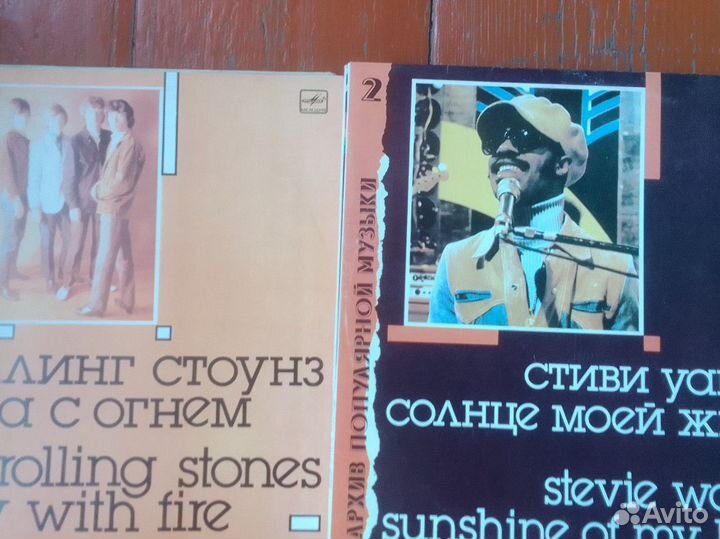 ЛИНГ СТОУНЗ
А С ОГНЕМ
rolling stones
with fire
2
АРХИВ ПОПУЛЯРНОЙ МУЗЫКИ
СТИВИ УА
СОЛНЦЕ МОЕЙ Ж
stevie wo
sunshine of my
Avito